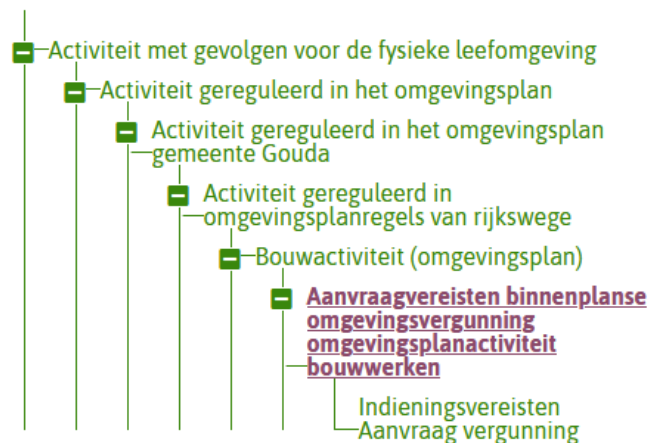 Activiteit met gevolgen voor de fysieke leefomgeving
Activiteit gereguleerd in het omgevingsplan
Activiteit gereguleerd in het omgevingsplan
gemeente Gouda
Activiteit gereguleerd in
omgevingsplanregels van rijkswege
Bouwactiviteit (omgevingsplan)
Aanvraagvereisten binnenplanse
omgevingsvergunning
omgevingsplanactiviteit
bouwwerken
Indieningsvereisten
Aanvraag vergunning